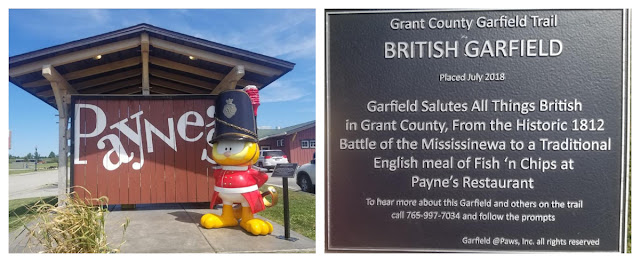 Payne's
Grant County Garfield Trail
BRITISH GARFIELD
Placed July 2018
Garfield Salutes All Things British
in Grant County, From the Historic 1812
Battle of the Mississinewa to a Traditional
English meal of Fish 'n Chips at
Payne's Restaurant
To hear more about this Garfield and others on the trail
call 765-997-7034 and follow the prompts
Garfield @Paws, Inc. all rights reserved